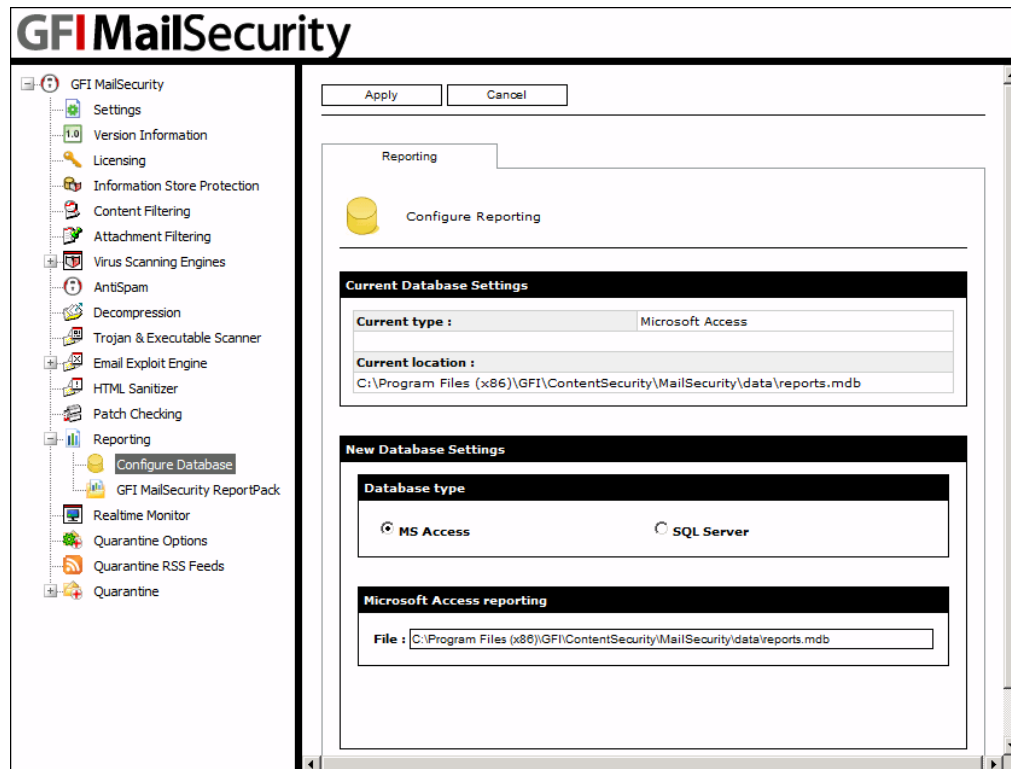 GFI MailSecurity
GFI MailSecurity
Settings
1.0 Version Information
Licensing
Information Store Protection
Content Filtering
Attachment Filtering
Virus Scanning Engines
AntiSpam
Decompression
Trojan & Executable Scanner
Email Exploit Engine
HTML Sanitizer
Patch Checking
Reporting
Configure Database
GFI MailSecurity ReportPack
Realtime Monitor
Quarantine Options
Quarantine RSS Feeds
Quarantine
Apply Cancel
Reporting
Configure Reporting
Current Database Settings
Current type : Microsoft Access
Current location :
C:\Program Files (x86)\GFI\ContentSecurity\MailSecurity\data\reports.mdb
New Database Settings
Database type
MS Access SQL Server
Microsoft Access reporting
File : C:\Program Files (x86)\GFI\ContentSecurity\MailSecurity\data\reports.mdb